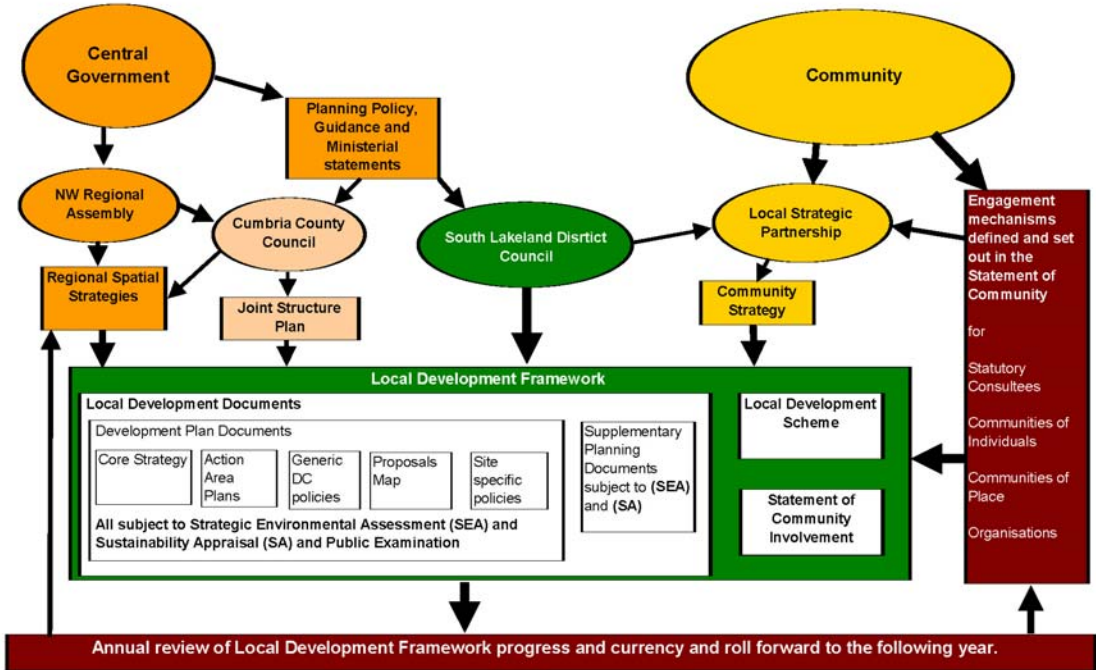 Central
Government
Community
Planning Policy,
Guidance and
Ministerial
statements
NW Regional
Assembly
Cumbria County
Council
South Lakeland Disrtict
Council
Local Strategic
Partnership
Engagement
mechanisms
defined and set
out in the
Statement of
Community
for
Statutory
Consultees
Communities of
Individuals
Communities of
Place
Organisations
Regional Spatial
Strategies
Joint Structure
Plan
Community
Strategy
Local Development Framework
Local Development Documents
Development Plan Documents
Core Strategy
Action
Area
Plans
Generic
DC
policies
Proposals
Map
Site
specific
policies
All subject to Strategic Environmental Assessment (SEA) and
Sustainability Appraisal (SA) and Public Examination
Supplementary
Planning
Documents
subject to (SEA)
and (SA)
Local Development
Scheme
Statement of
Community
Involvement
Annual review of Local Development Framework progress and currency and roll forward to the following year.